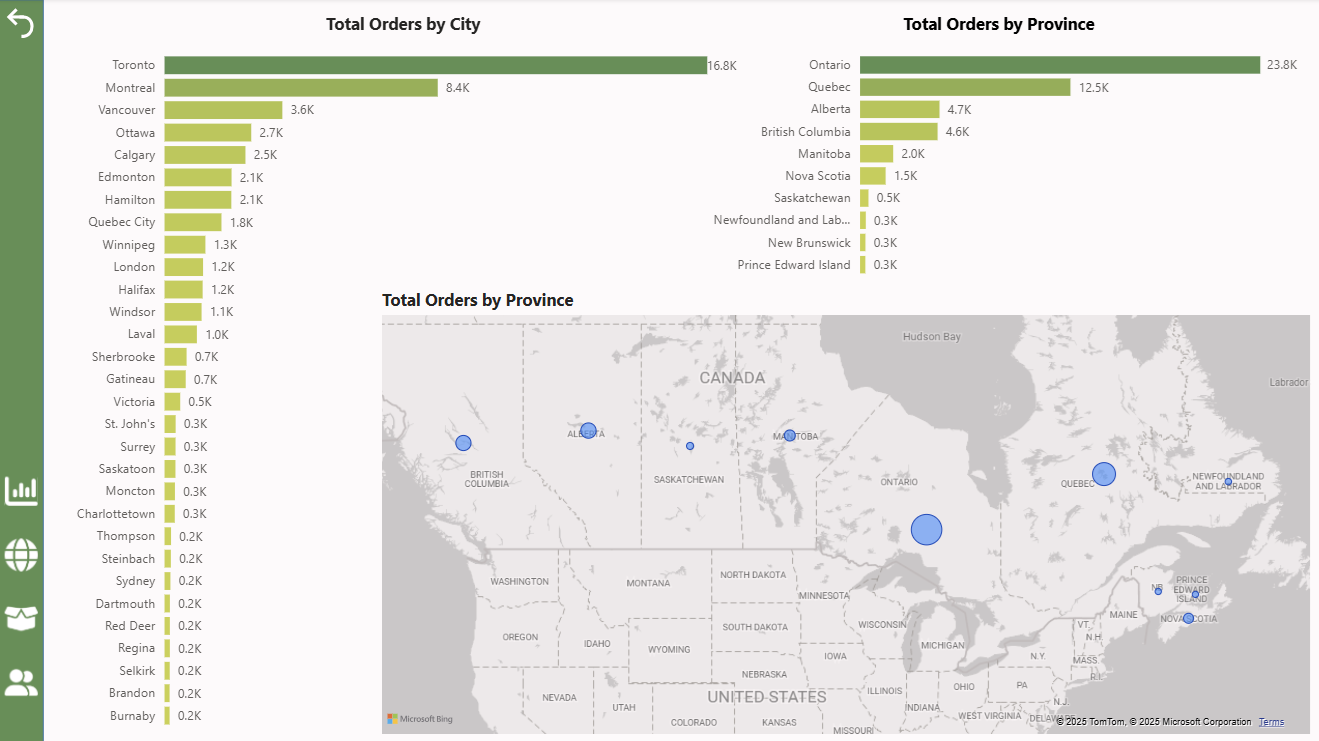 Total Orders by City
Toronto 16.8K
Montreal 8.4K
Vancouver 3.6K
Ottawa 2.7K
Calgary 2.5K
Edmonton 2.1K
Hamilton 2.1K
Quebec City 1.8K
Winnipeg 1.3K
London 1.2K
Halifax 1.2K
Windsor 1.1K
Laval 1.0K
Sherbrooke 0.7K
Gatineau 0.7K
Victoria 0.5K
St. John's 0.3K
Surrey 0.3K
Saskatoon 0.3K
Moncton 0.3K
Charlottetown 0.3K
Thompson 0.2K
Steinbach 0.2K
Sydney 0.2K
Dartmouth 0.2K
Red Deer 0.2K
Regina 0.2K
Selkirk 0.2K
Brandon 0.2K
Burnaby 0.2K
Total Orders by Province
Ontario 23.8K
Quebec 12.5K
Alberta 4.7K
British Columbia 4.6K
Manitoba 2.0K
Nova Scotia 1.5K
Saskatchewan 0.5K
Newfoundland and Lab... 0.3K
New Brunswick 0.3K
Prince Edward Island 0.3K
Total Orders by Province
Hudson Bay
CANADA
Labrador
ALBERTA
MANITOBA
BRITISH
COLUMBIA
SASKATCHEWAN
ONTARIO
QUEBEC
NEWFOUNDLAND
AND LABRADOR
WASHINGTON
MONTANA
NORTH DAKOTA
MINNESOTA
NB
PRINCE
EDWARD
ISLAND
MAINE
NOVA SCOTIA
OREGON
IDAHO
WYOMING
SOUTH DAKOTA
WISCONSIN
MICHIGAN
VT.
N.H.
N.Y.
MASS.
R.I.
IOWA
NEBRASKA
ILLINOIS
OHIO
PA
N.J.
NEVADA
UTAH
UNITED STATES
COLORADO
KANSAS
MISSOURI
INDIANA
WEST VIRGINIA
DELAWARE
Microsoft Bing
© 2025 TomTom, © 2025 Microsoft Corporation Terms